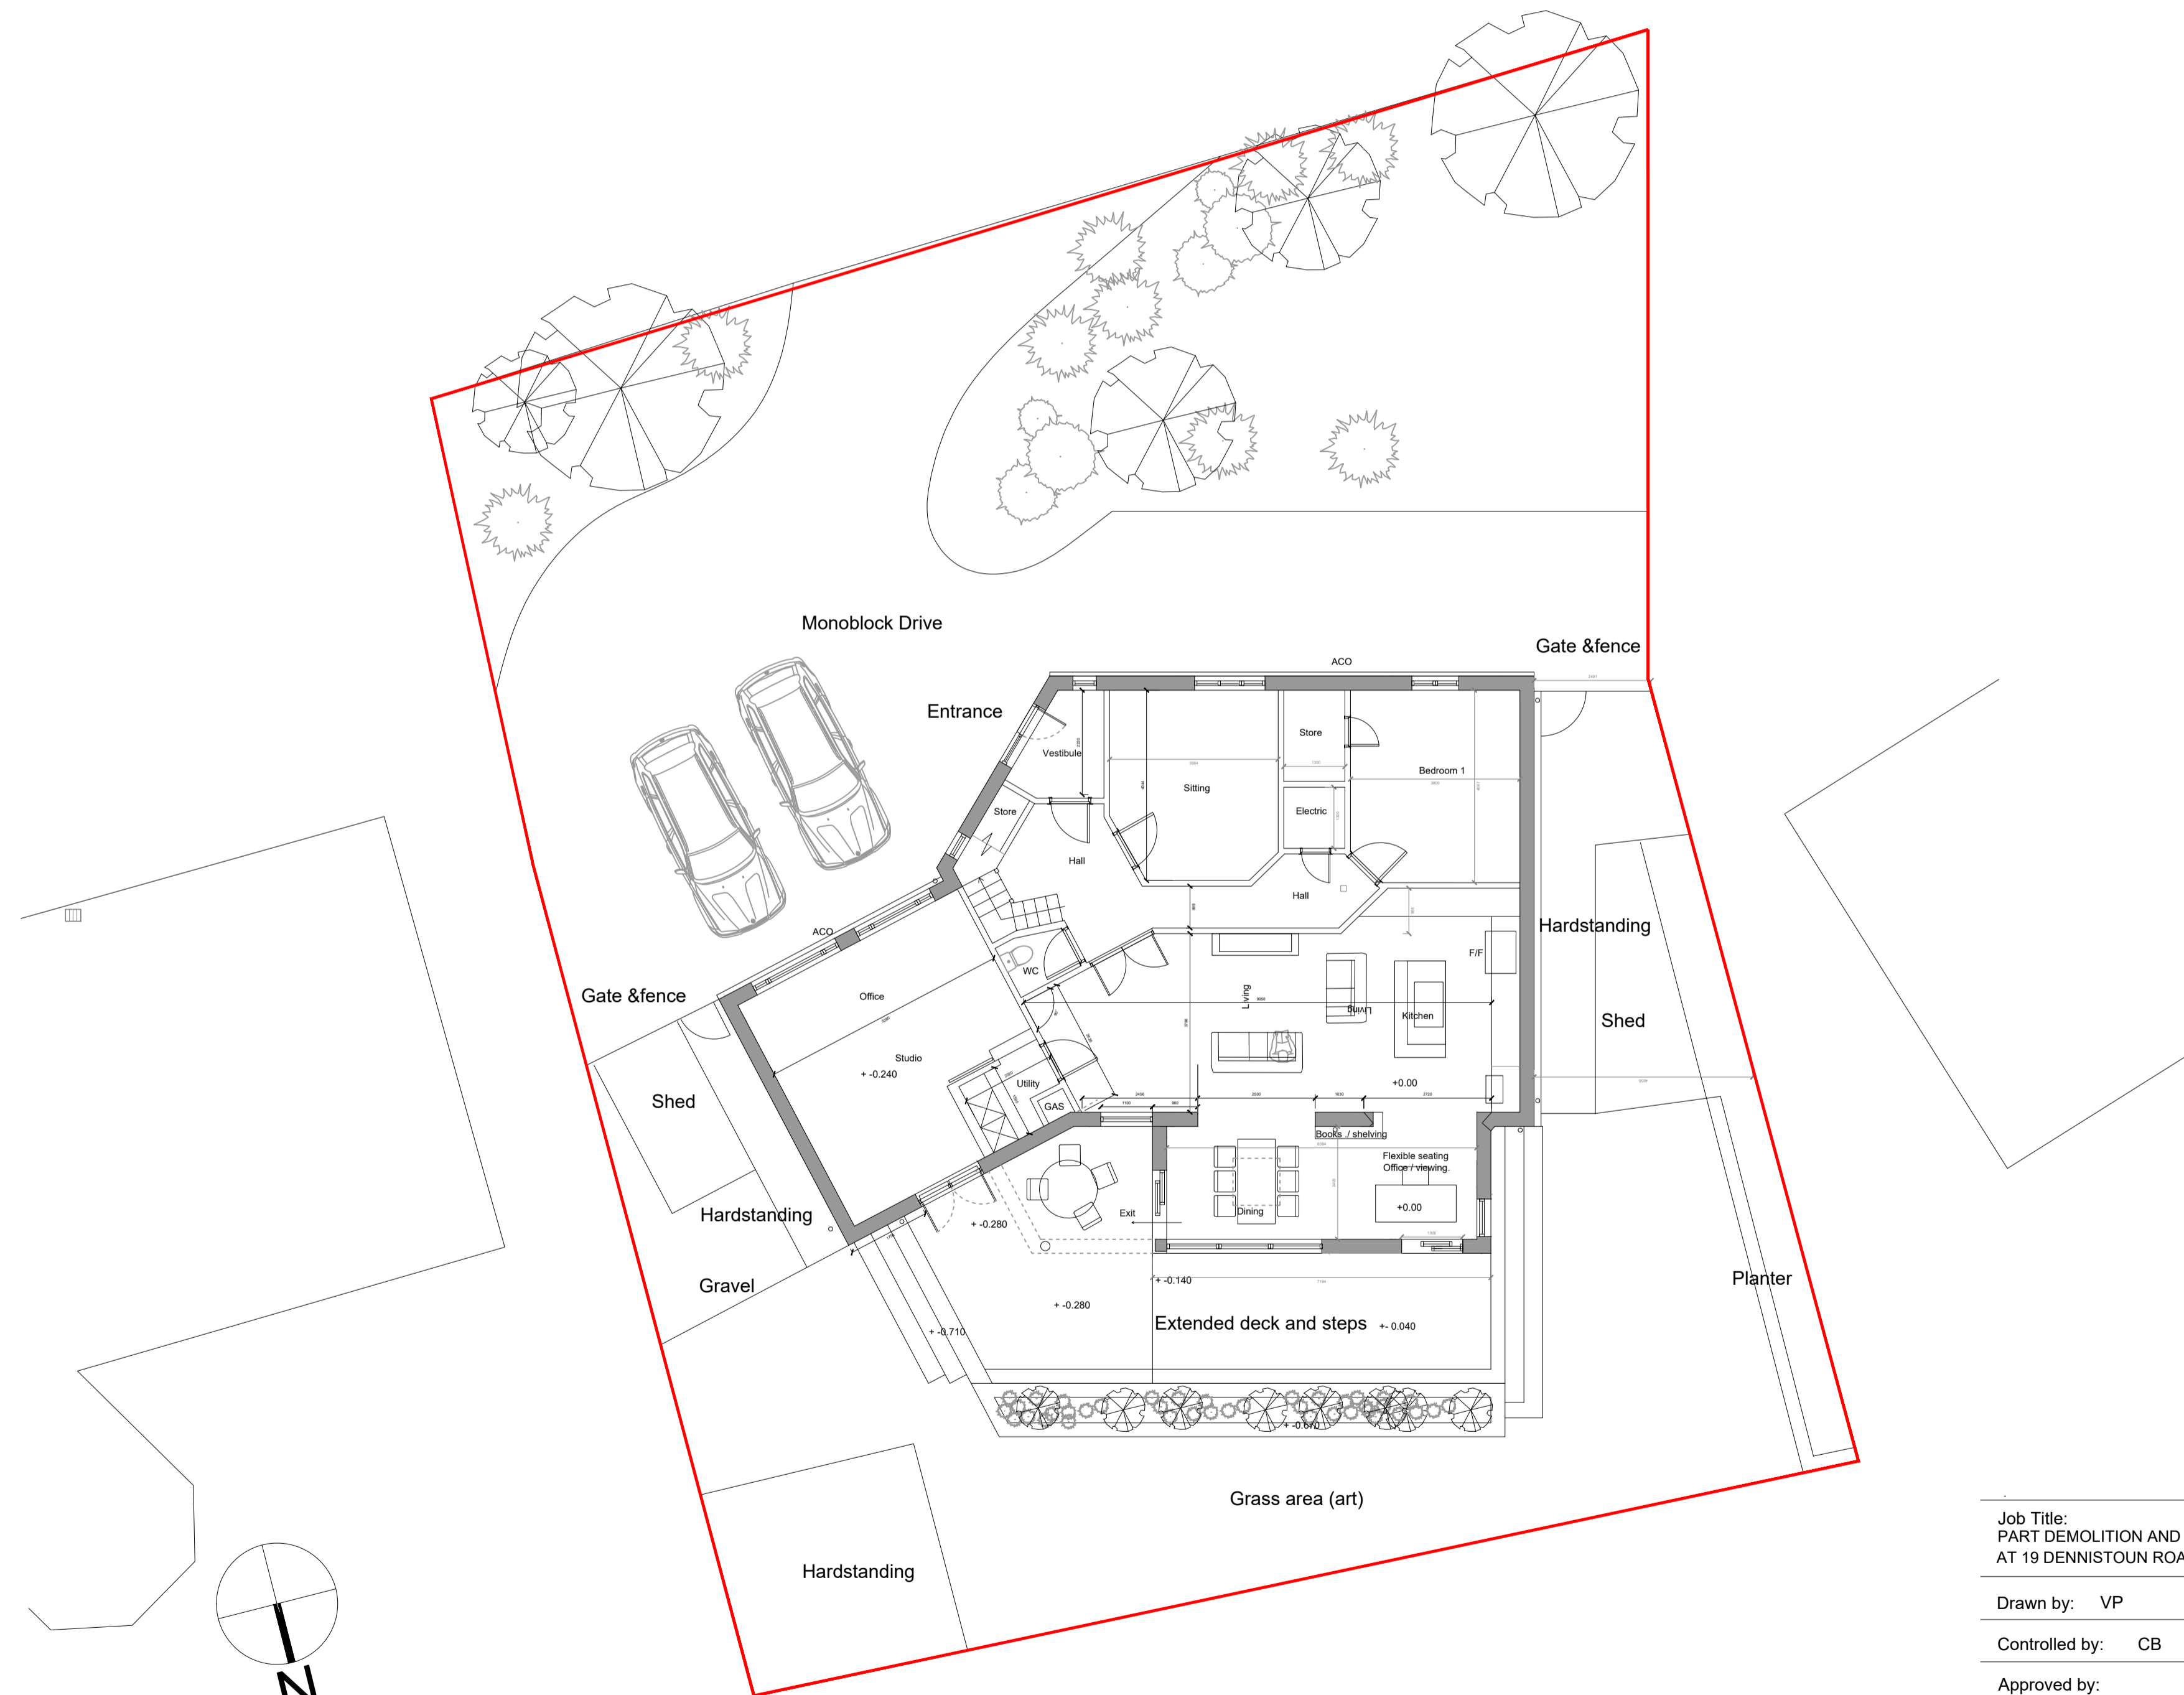 Monoblock Drive
Gate &fence
ACO
Entrance
Vestibule
Store
Bedroom 1
Sitting
Store
Electric
Hall
Hall
Hardstanding
ACO
F/F
WC
Gate &fence
Office
Living
Living
Kitchen
Shed
Studio
+ -0.240
Utility
+0.00
Shed
GAS
Books ./ shelving
Flexible seating
Office / viewing.
Hardstanding
Exit
Dining
+0.00
+ -0.280
Gravel
+ -0.140
Planter
+ -0.280
Extended deck and steps
+- 0.040
+ -0.710
+ -0.670
Grass area (art)
Hardstanding
N
Job Title:
PART DEMOLITION AND
AT 19 DENNISTOUN ROA
Drawn by: VP
Controlled by: CB
Approved by: